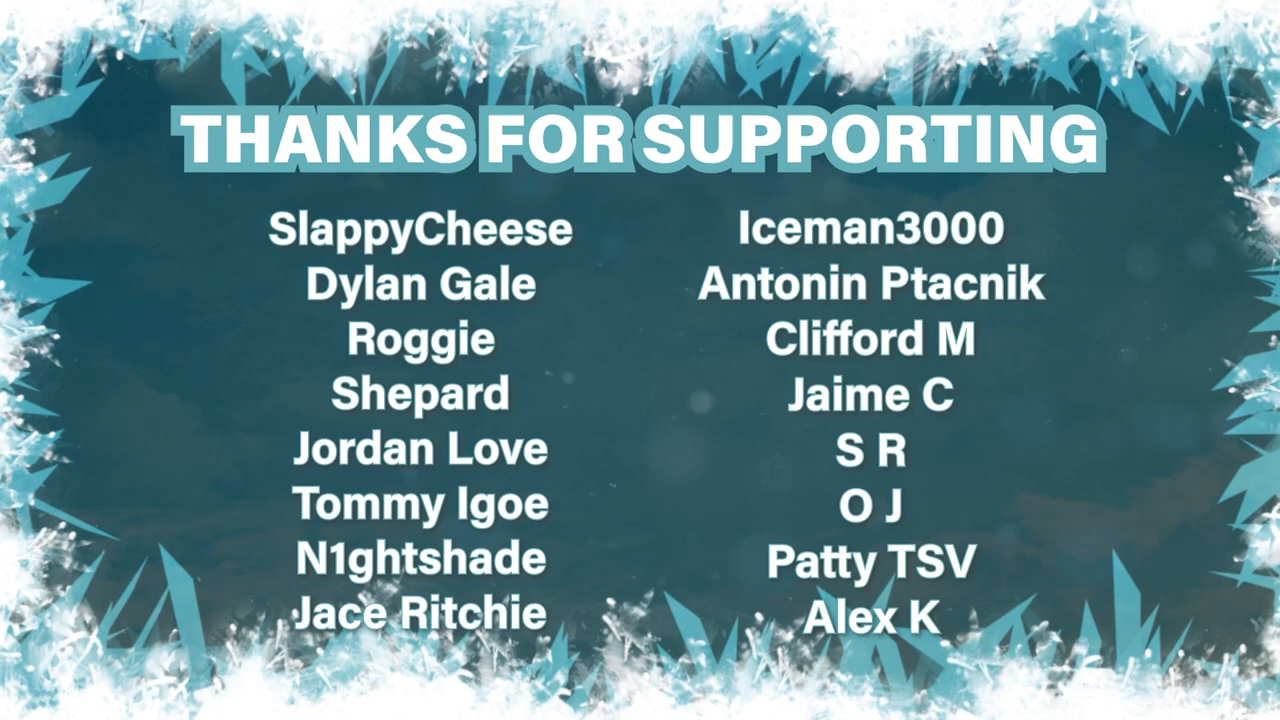 THANKS FOR SUPPORTING
SlappyCheese
Dylan Gale
Roggie
Shepard
Jordan Love
Tommy Igoe
N1ghtshade
Jace Ritchie
Iceman3000
Antonin Ptacnik
Clifford M
Jaime C
S R
O J
Patty TSV
Alex K